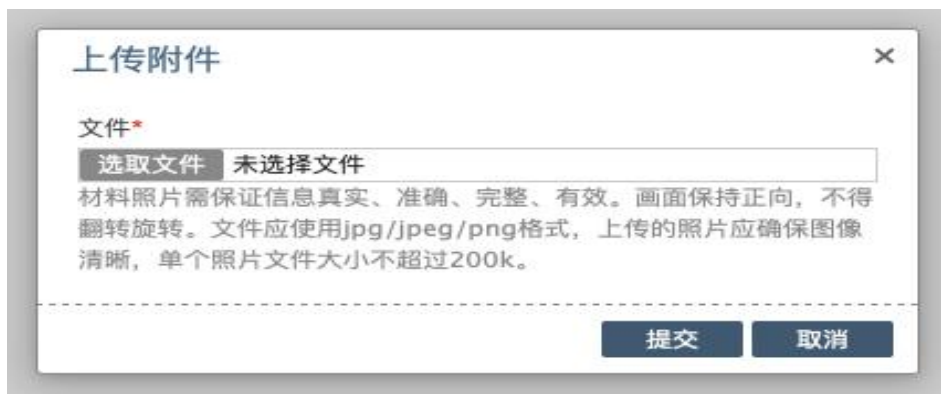 上传附件
×
文件*
选取文件 未选择文件
材料照片需保证信息真实、准确、完整、有效。画面保持正向，不得
翻转旋转。文件应使用jpg/jpeg/png格式，上传的照片应确保图像
清晰，单个照片文件大小不超过200k。
提交 取消